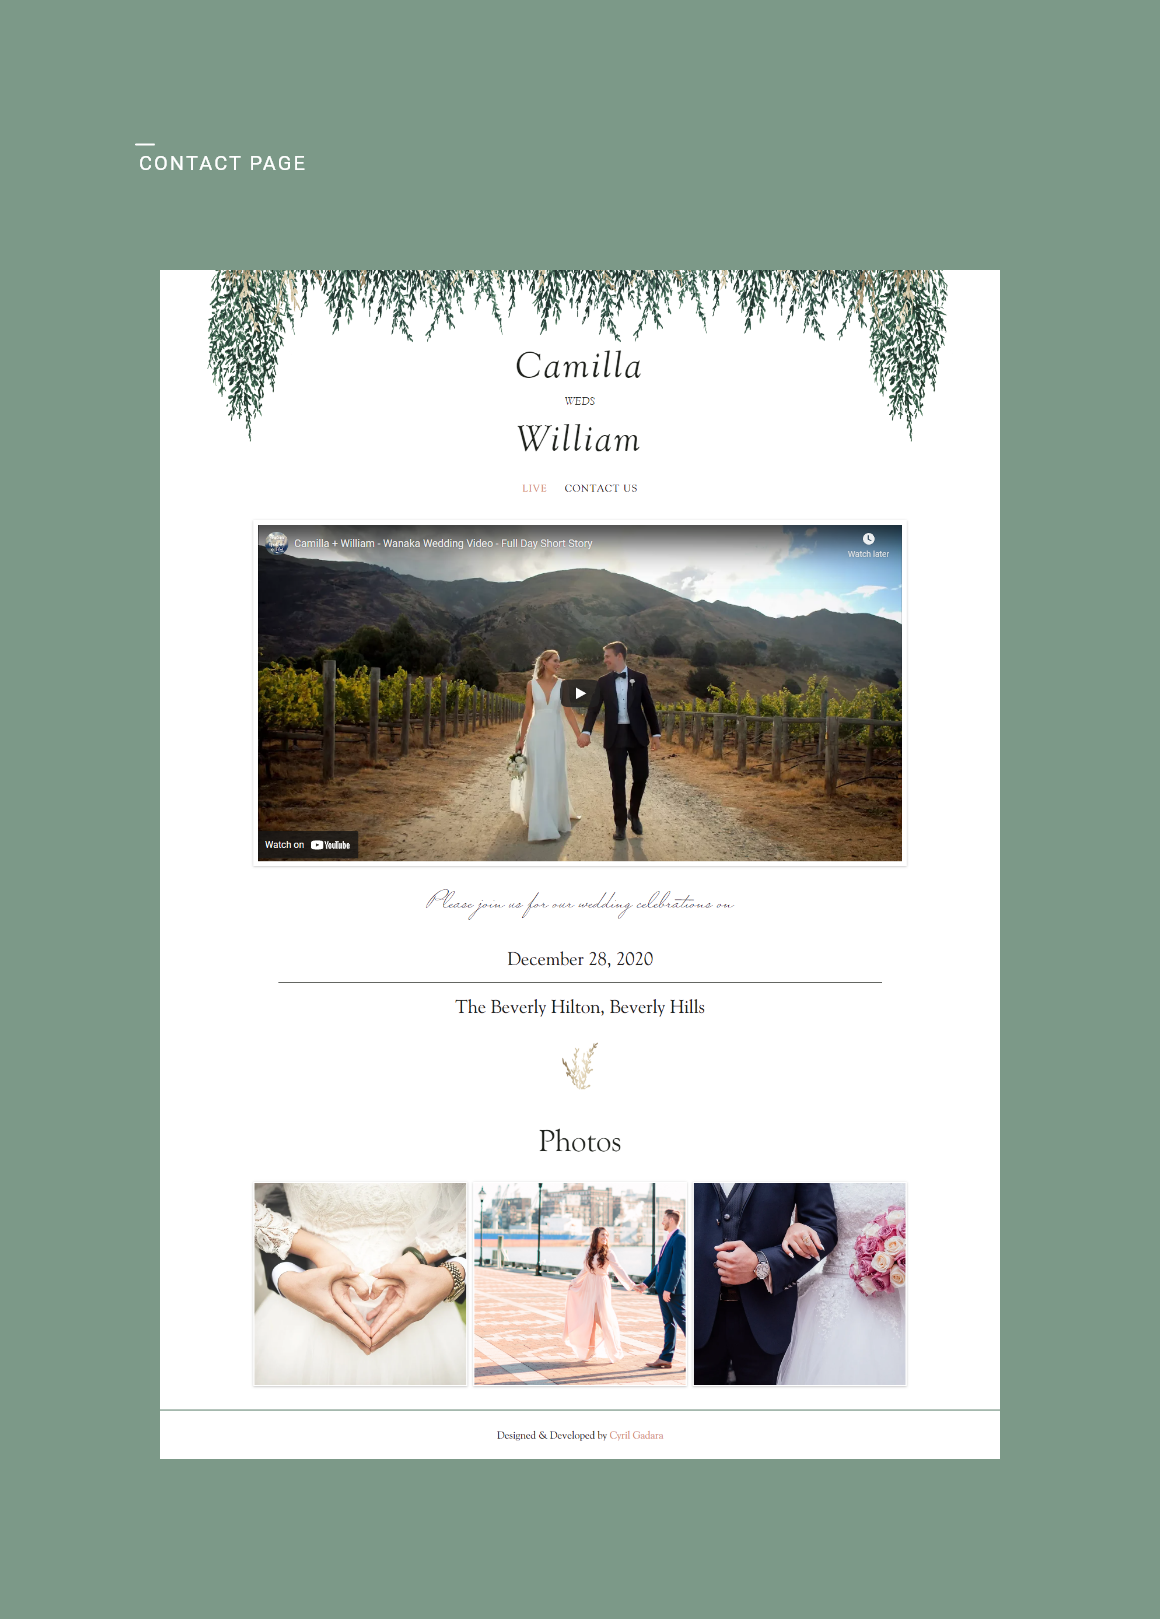 CONTACT PAGE
Camilla
WEDS
William
LIVE CONTACT US
Camilla + William - Wanaka Wedding Video - Full Day Short Story
Watch later
Watch on YouTube
Please join us for our wedding celebrations on
December 28, 2020
The Beverly Hilton, Beverly Hills
Photos
Designed & Developed by Cyril Gadara